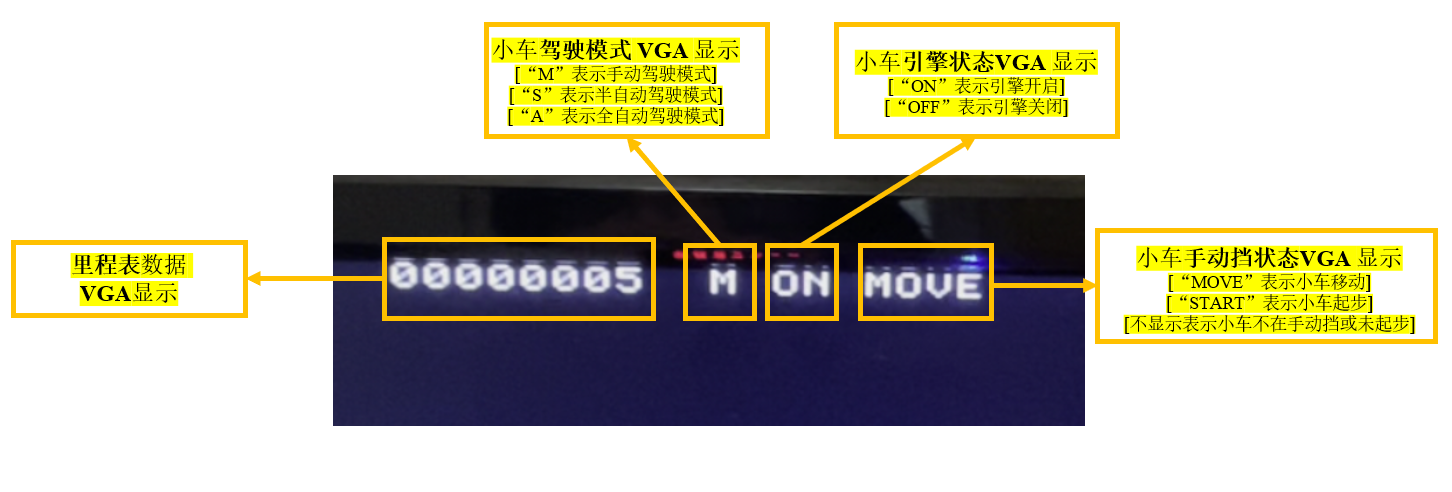 小车驾驶模式 VGA 显示
[“M”表示手动驾驶模式]
[“S”表示半自动驾驶模式]
[“A”表示全自动驾驶模式]
小车引擎状态VGA 显示
[“ON”表示引擎开启]
[“OFF”表示引擎关闭]
里程表数据
VGA显示
00000005 M ON MOVE
小车手动挡状态VGA 显示
[“MOVE”表示小车移动]
[“START”表示小车起步]
[不显示表示小车不在手动挡或未起步]